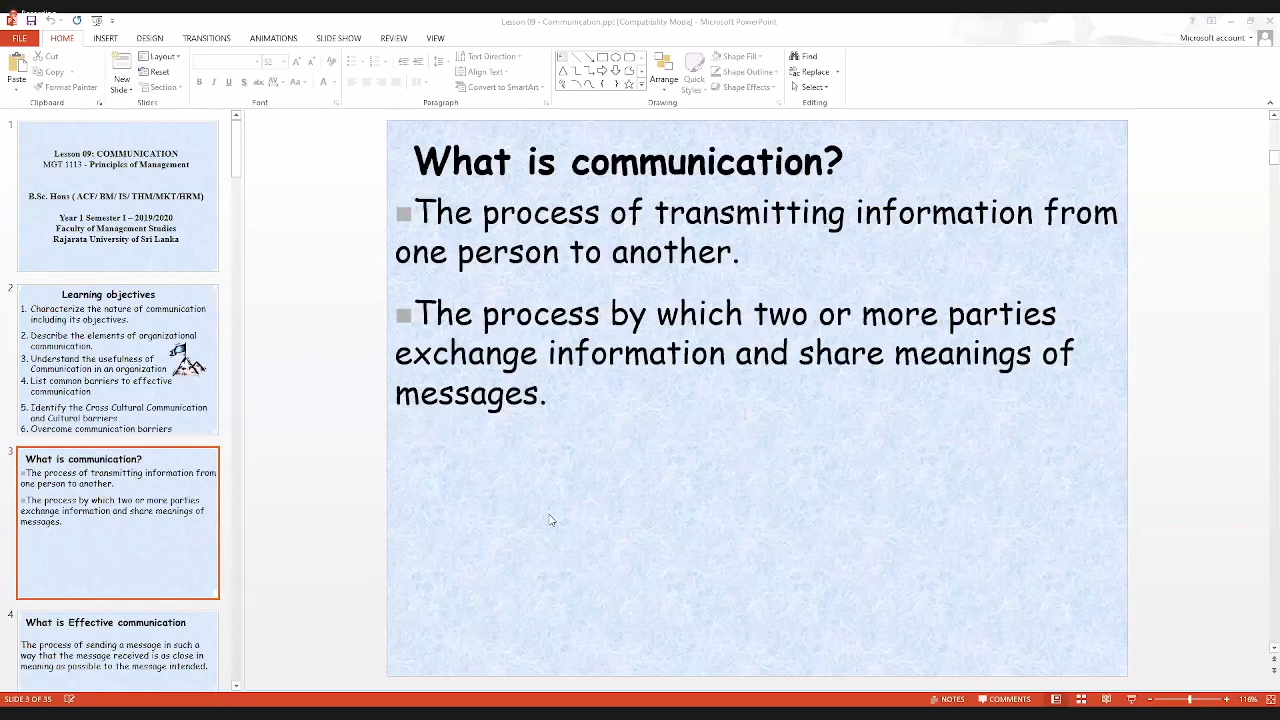 Lesson 09 - Communication.ppt [Compatibility Mode] - Microsoft PowerPoint
FILE HOME INSERT DESIGN TRANSITIONS ANIMATIONS SLIDE SHOW REVIEW VIEW
Microsoft account
Paste
Cut
Copy
Format Painter
Clipboard
New
Slide
Layout
Reset
Section
Slides
32
B I U S abc AV Aa A
Font
Text Direction
Align Text
Convert to SmartArt
Paragraph
Arrange
Quick
Styles
Shape Fill
Shape Outline
Shape Effects
Drawing
Find
Replace
Select
Editing
1
Lesson 09: COMMUNICATION
MGT 1113 - Principles of Management
B.Sc. Hons ( ACF/ BM/ IS/ THM/MKT/HRM)
Year 1 Semester I – 2019/2020
Faculty of Management Studies
Rajarata University of Sri Lanka
2
Learning objectives
1. Characterize the nature of communication
including its objectives.
2. Describe the elements of organizational
communication.
3. Understand the usefulness of
Communication in an organization
4. List common barriers to effective
communication
5. Identify the Cross Cultural Communication
and Cultural barriers
6. Overcome communication barriers
3
What is communication?
The process of transmitting information from
one person to another.
The process by which two or more parties
exchange information and share meanings of
messages.
4
What is Effective communication
The process of sending a message in such a
way that the message received is as close in
meaning as possible to the message intended.
What is communication?
The process of transmitting information from
one person to another.
The process by which two or more parties
exchange information and share meanings of
messages.
SLIDE 3 OF 35
NOTES COMMENTS 116%